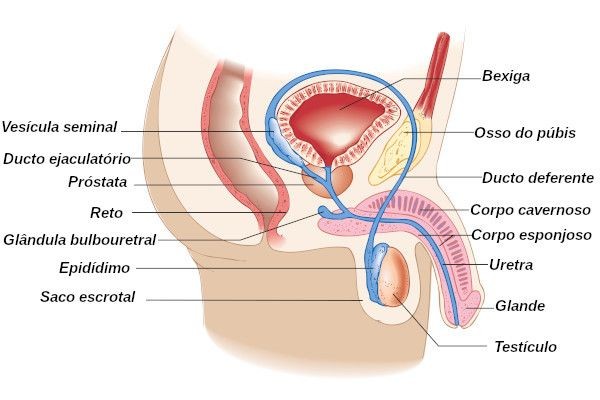 Vesícula seminal
Ducto ejaculatório
Próstata
Reto
Glândula bulbouretral
Epidídimo
Saco escrotal
Bexiga
Osso do púbis
Ducto deferente
Corpo cavernoso
Corpo esponjoso
Uretra
Glande
Testículo